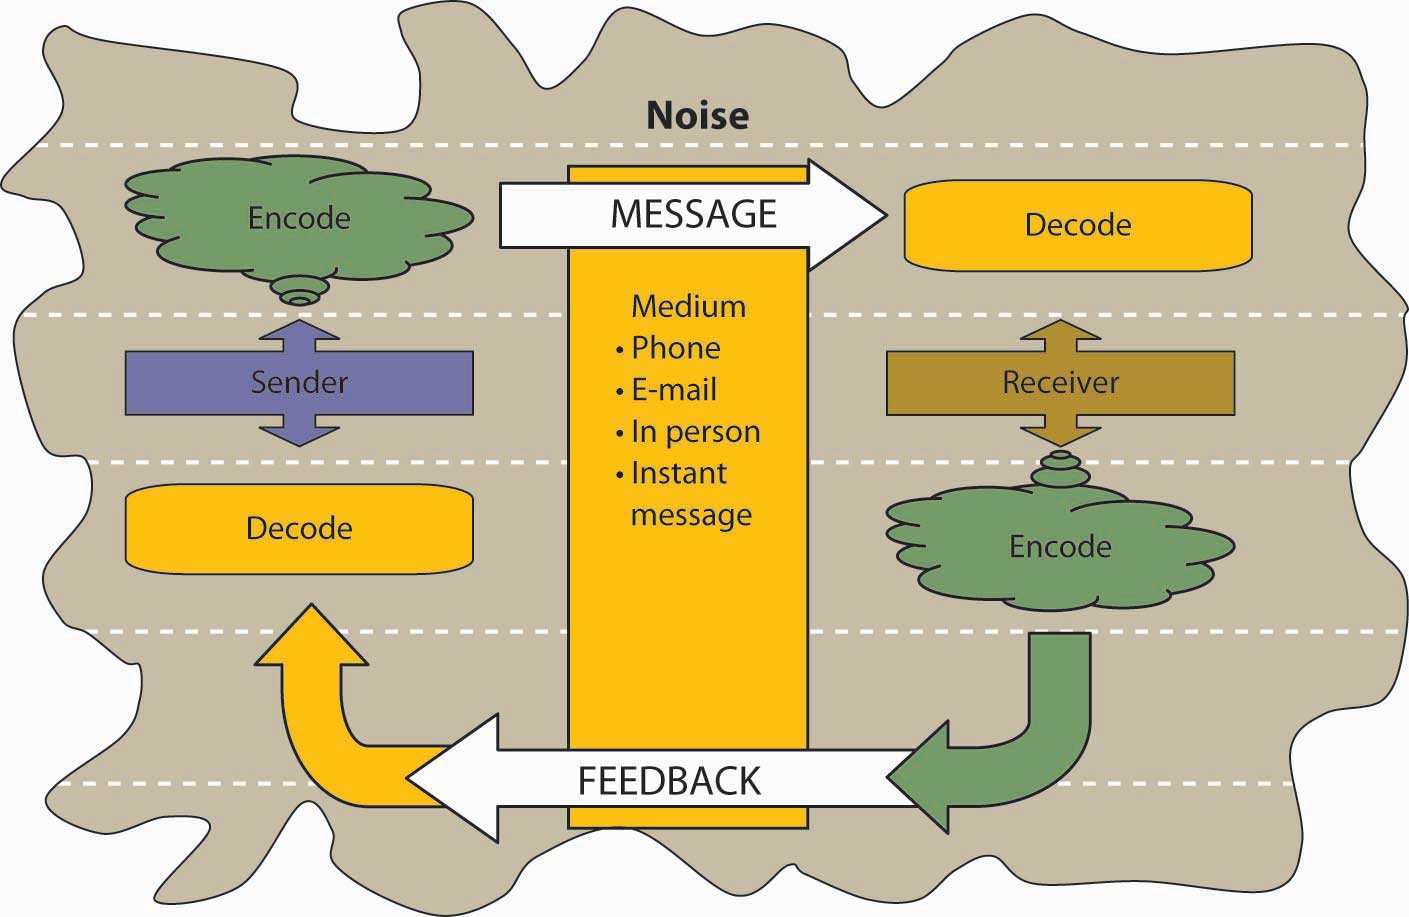 Noise
Encode
MESSAGE
Decode
Medium
• Phone
• E-mail
• In person
• Instant
message
Sender
Receiver
Decode
Encode
FEEDBACK